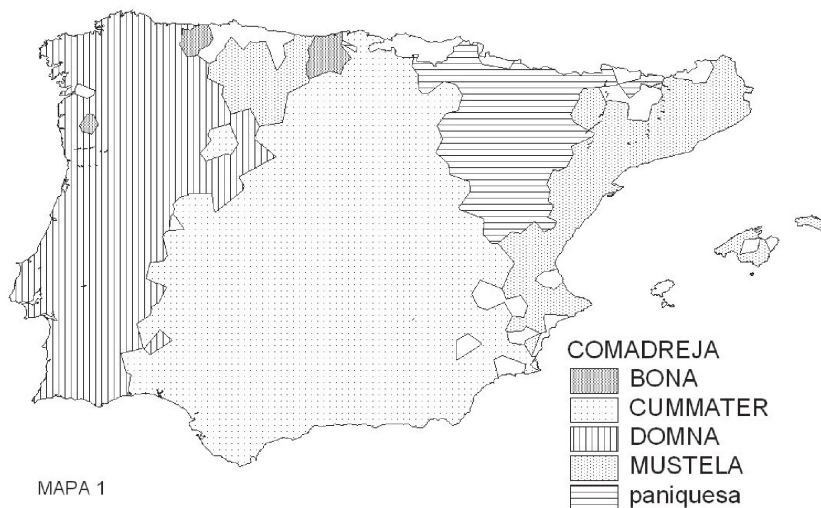 COMADREJA
BONA
CUMMATER
DOMNA
MUSTELA
paniquesa
MAPA 1